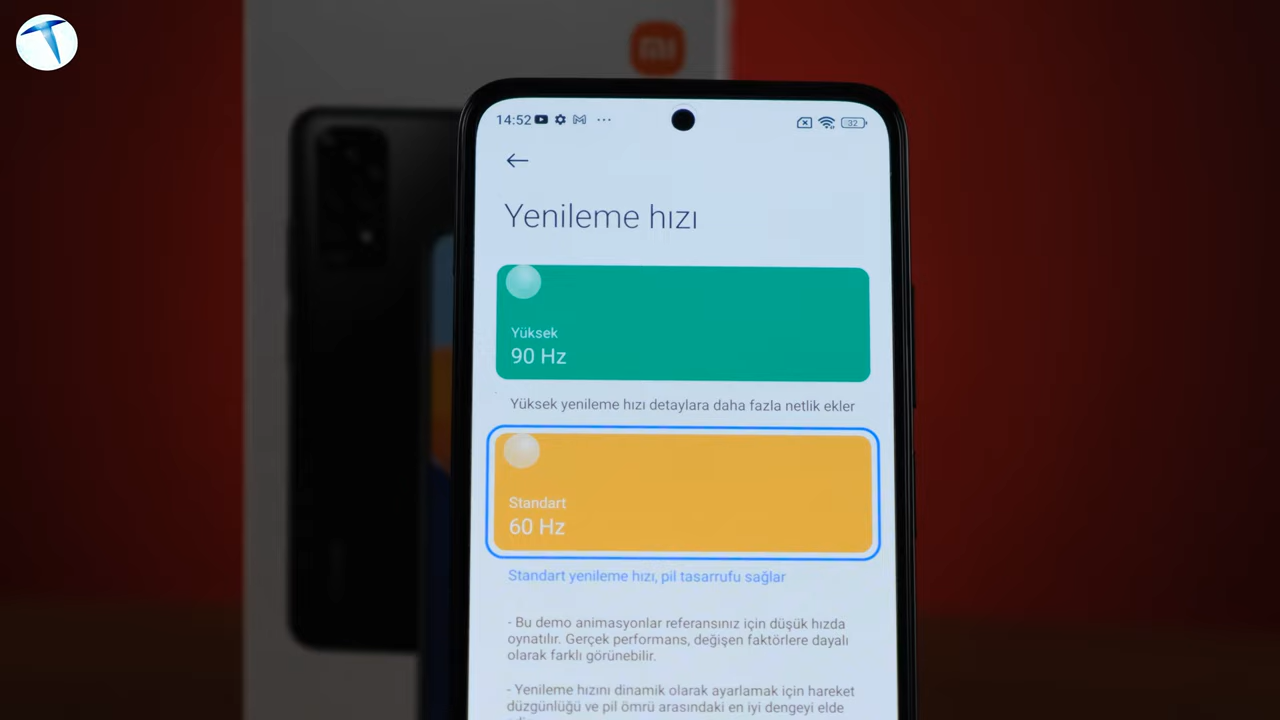 mi
14:52
32
Yenileme hızı
Yüksek
90 Hz
Yüksek yenileme hızı detaylara daha fazla netlik ekler
Standart
60 Hz
Standart yenileme hızı, pil tasarrufu sağlar
- Bu demo animasyonlar referansınız için düşük hızda
oynatılır. Gerçek performans, değişen faktörlere dayalı
olarak farklı görünebilir.
- Yenileme hızını dinamik olarak ayarlamak için hareket
düzgünlüğü ve pil ömrü arasındaki en iyi dengeyi elde